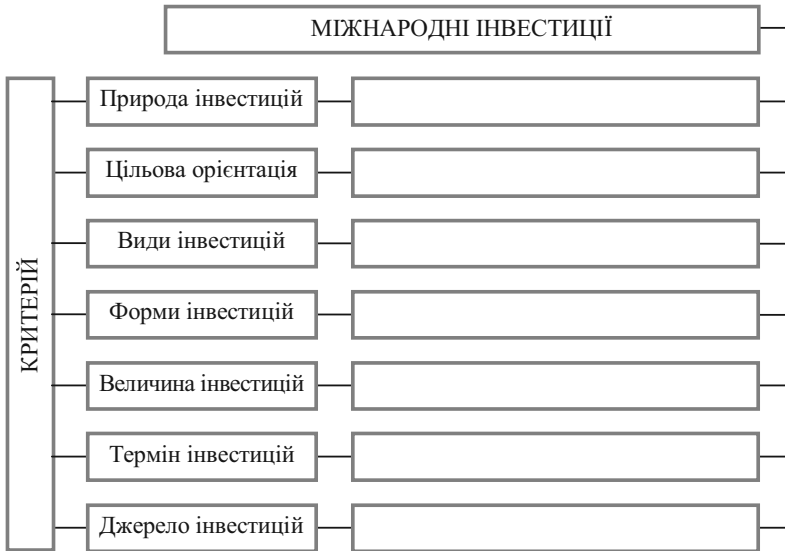 МІЖНАРОДНІ ІНВЕСТИЦІЇ
КРИТЕРІЙ
Природа інвестицій
Цільова орієнтація
Види інвестицій
Форми інвестицій
Величина інвестицій
Термін інвестицій
Джерело інвестицій